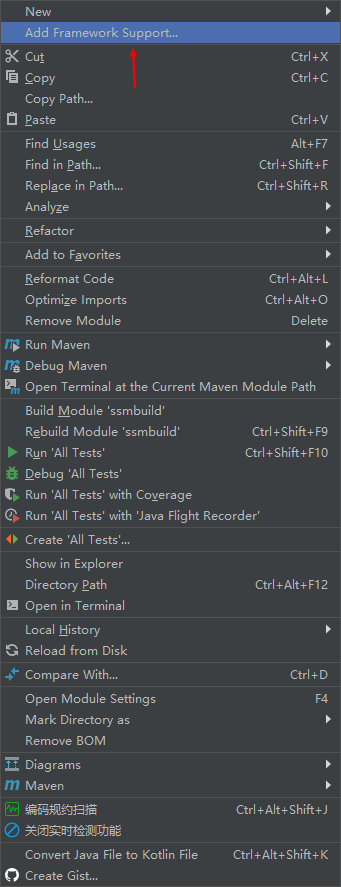 New
Add Framework Support...
Cut Ctrl+X
Copy Ctrl+C
Copy Path...
Paste Ctrl+V
Find Usages Alt+F7
Find in Path... Ctrl+Shift+F
Replace in Path... Ctrl+Shift+R
Analyze
Refactor
Add to Favorites
Reformat Code Ctrl+Alt+L
Optimize Imports Ctrl+Alt+O
Remove Module Delete
Run Maven
Debug Maven
Open Terminal at the Current Maven Module Path
Build Module 'ssmbuild'
Rebuild Module 'ssmbuild' Ctrl+Shift+F9
Run 'All Tests' Ctrl+Shift+F10
Debug 'All Tests'
Run 'All Tests' with Coverage
Run 'All Tests' with 'Java Flight Recorder'
Create 'All Tests'...
Show in Explorer
Directory Path Ctrl+Alt+F12
Open in Terminal
Local History
Reload from Disk
Compare With... Ctrl+D
Open Module Settings F4
Mark Directory as
Remove BOM
Diagrams
Maven
编码规约扫描 Ctrl+Alt+Shift+J
关闭实时检测功能
Convert Java File to Kotlin File Ctrl+Alt+Shift+K
Create Gist...